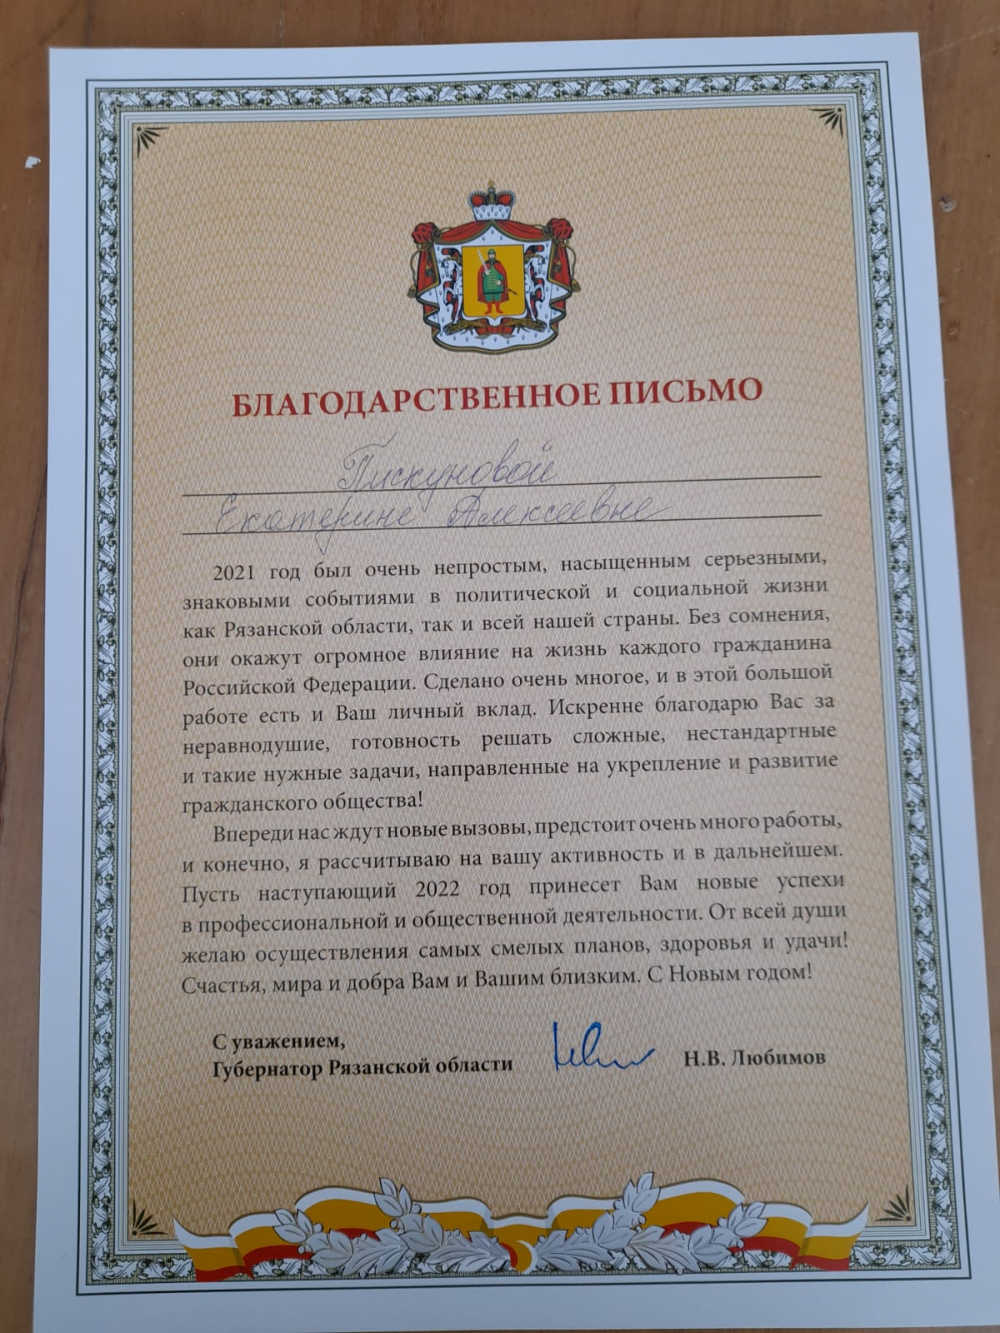 БЛАГОДАРСТВЕННОЕ ПИСЬМО
Пискуновой
Екатерине Алексеевне
2021 год был очень непростым, насыщенным серьезными,
знаковыми событиями в политической и социальной жизни
как Рязанской области, так и всей нашей страны. Без сомнения,
они окажут огромное влияние на жизнь каждого гражданина
Российской Федерации. Сделано очень многое, и в этой большой
работе есть и Ваш личный вклад. Искренне благодарю Вас за
неравнодушие, готовность решать сложные, нестандартные
и такие нужные задачи, направленные на укрепление и развитие
гражданского общества!
Впереди нас ждут новые вызовы, предстоит очень много работы,
и конечно, я рассчитываю на вашу активность и в дальнейшем.
Пусть наступающий 2022 год принесет Вам новые успехи
в профессиональной и общественной деятельности. От всей души
желаю осуществления самых смелых планов, здоровья и удачи!
Счастья, мира и добра Вам и Вашим близким. С Новым годом!
С уважением,
Губернатор Рязанской области Н.В. Любимов